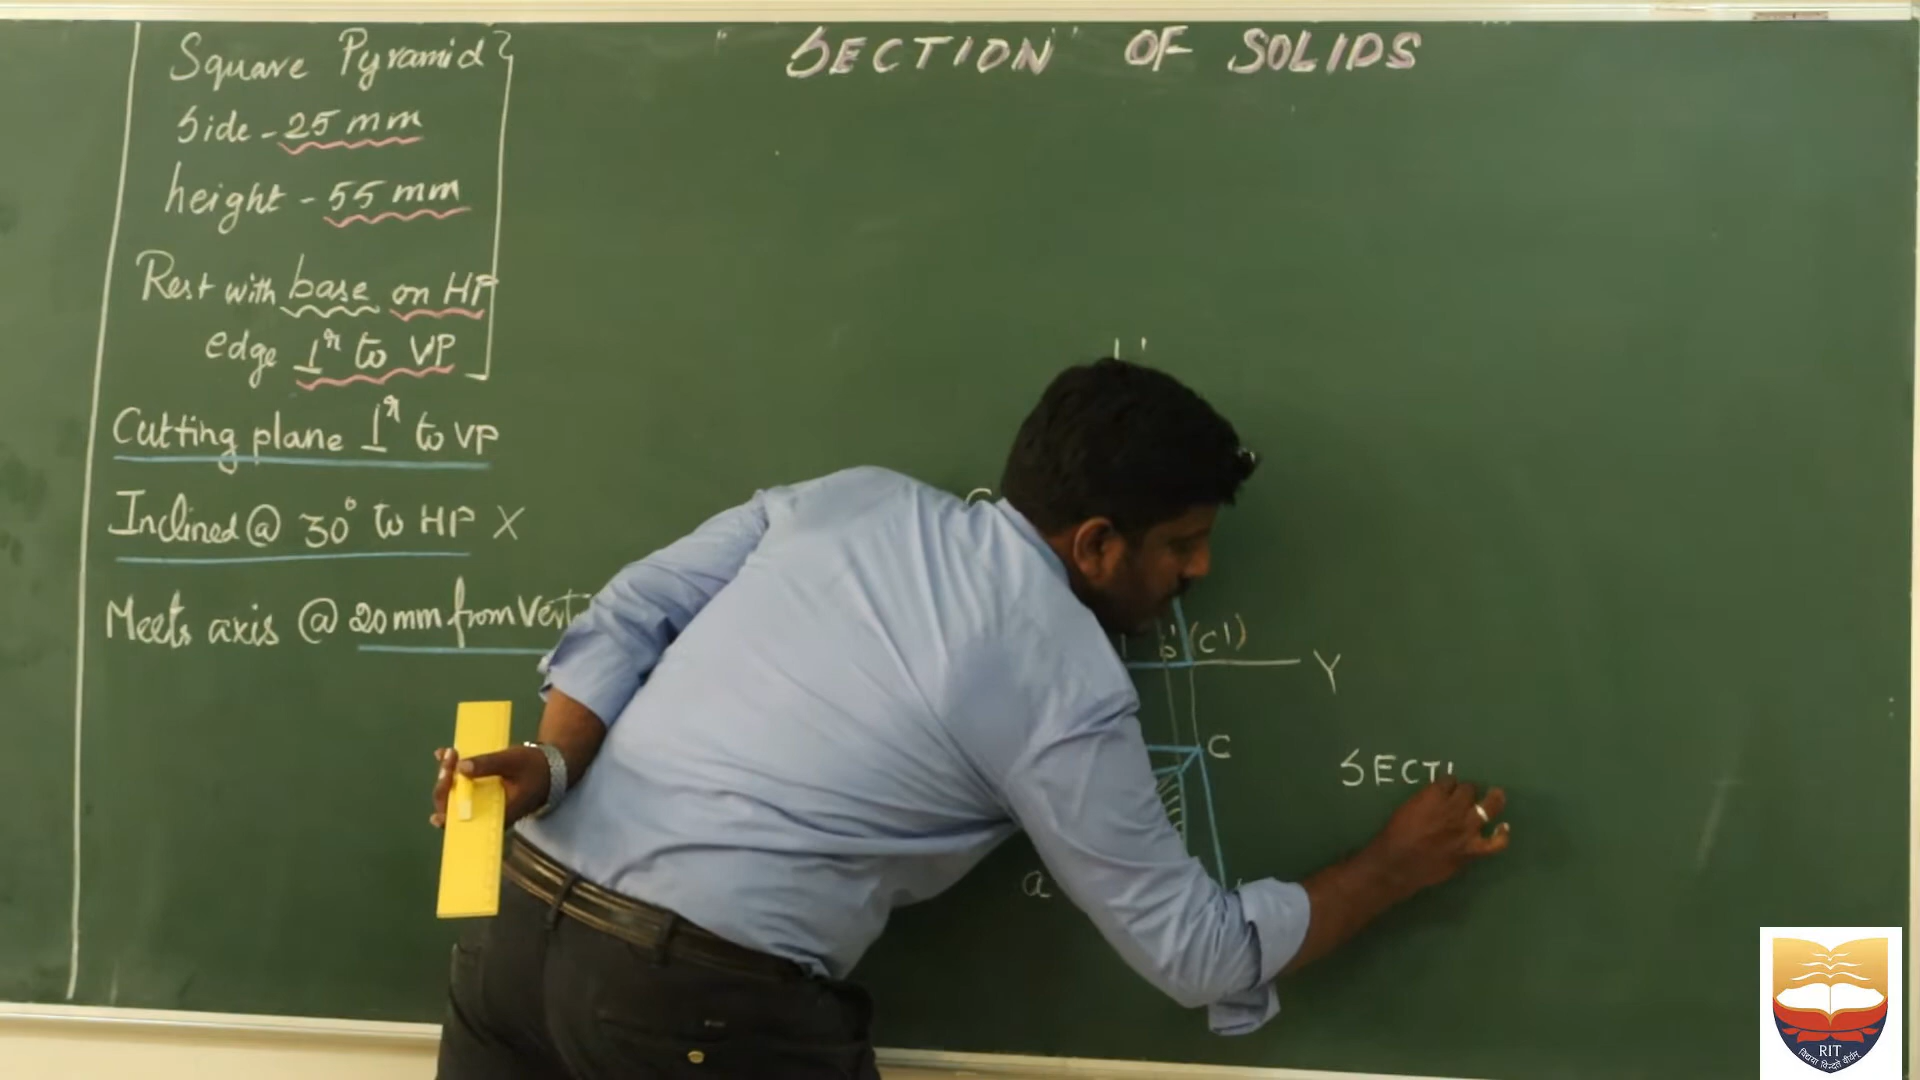 "SECTION" OF SOLIDS
Square Pyramid
Side - 25 mm
height - 55 mm
Rest with base on HP
edge ⊥r to VP
Cutting plane ⊥r to VP
Inclined @ 30° to HP X
Meets axis @ 20 mm from
b' (c')
Y
C
SECTI
a
RIT